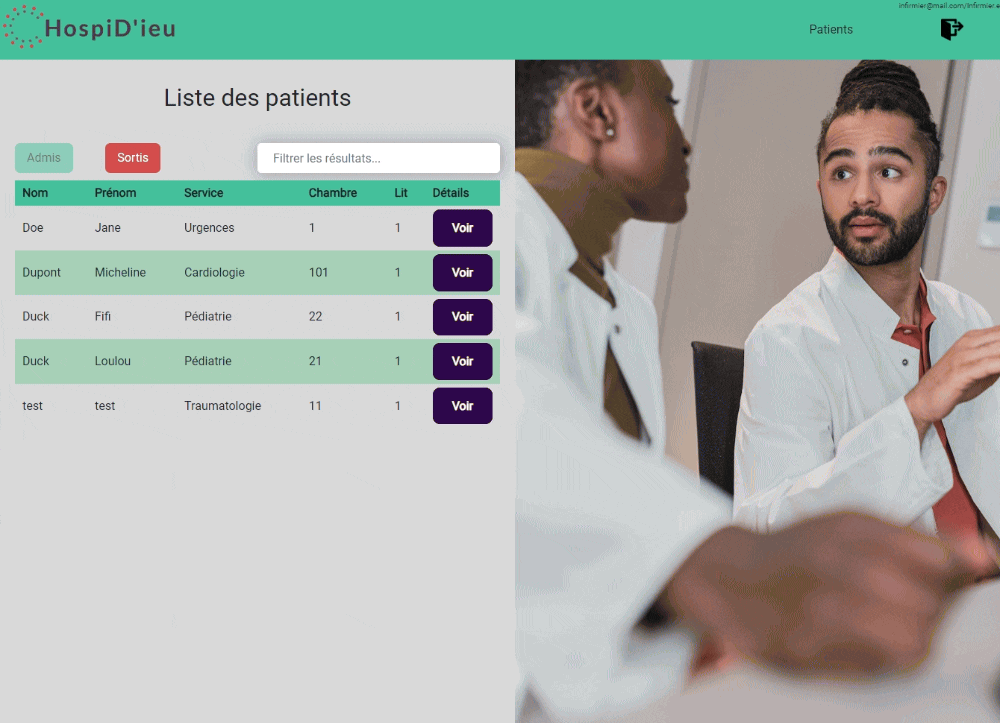 infirmier@mail.com/Infirmier.e
HospiD'ieu
Patients
Liste des patients
Admis Sortis Filtrer les résultats...
Nom Prénom Service Chambre Lit Détails
Doe Jane Urgences 1 1 Voir
Dupont Micheline Cardiologie 101 1 Voir
Duck Fifi Pédiatrie 22 1 Voir
Duck Loulou Pédiatrie 21 1 Voir
test test Traumatologie 11 1 Voir